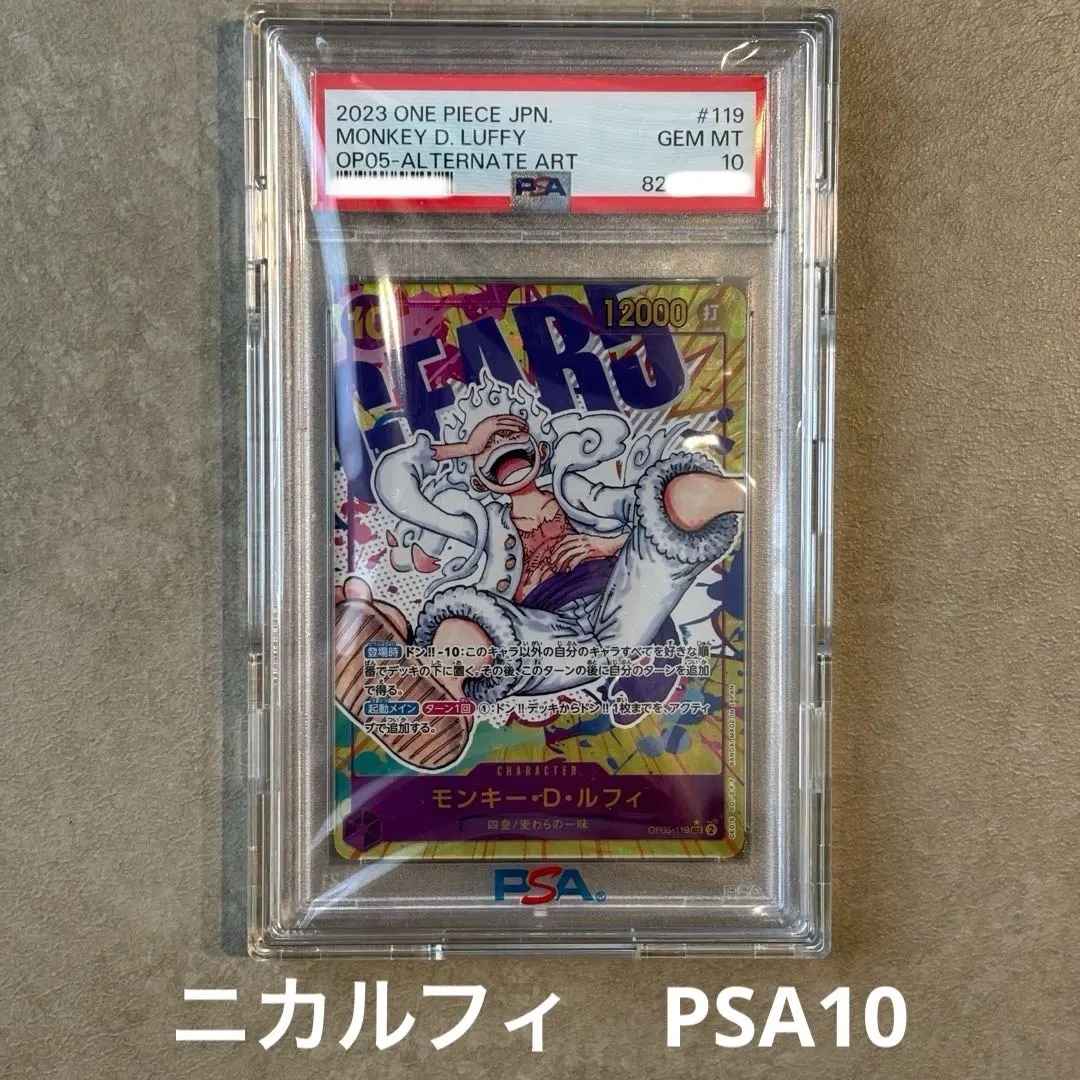 2023 ONE PIECE JPN. #119
MONKEY D. LUFFY GEM MT
OP05-ALTERNATE ART 10
PSA 82
10 12000 打
GEAR5
登場時 ドン!!-10:このキャラ以外の自分のキャラすべてを好きな順
番でデッキの下に置く。その後、このターンの後に自分のターンを追加
で得る。
起動メイン ターン1回 ①:ドン!!デッキからドン!!1枚までを、アクティ
ブで追加する。
BANDAI MADE IN JAPAN
CHARACTER
モンキー・D・ルフィ
四皇/麦わらの一味
OP05-119 2
PSA
PSA
ニカルフィ PSA10